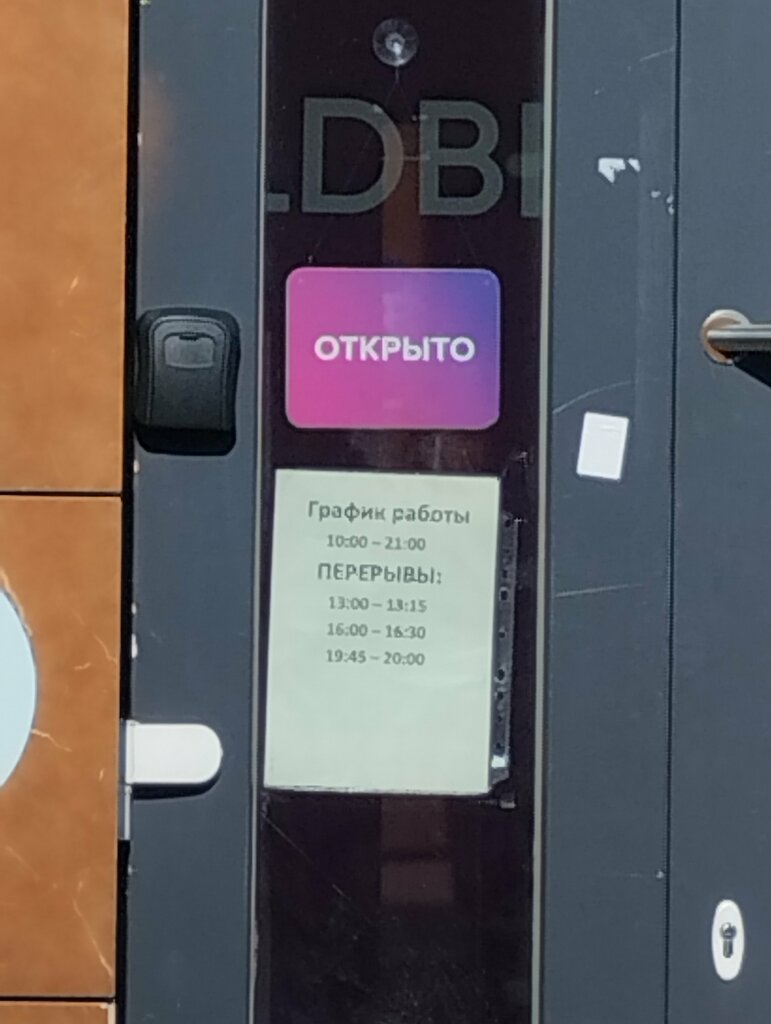 LDB
ОТКРЫТО
График работы
10:00 – 21:00
ПЕРЕРЫВЫ:
13:00 – 13:15
16:00 – 16:30
19:45 – 20:00